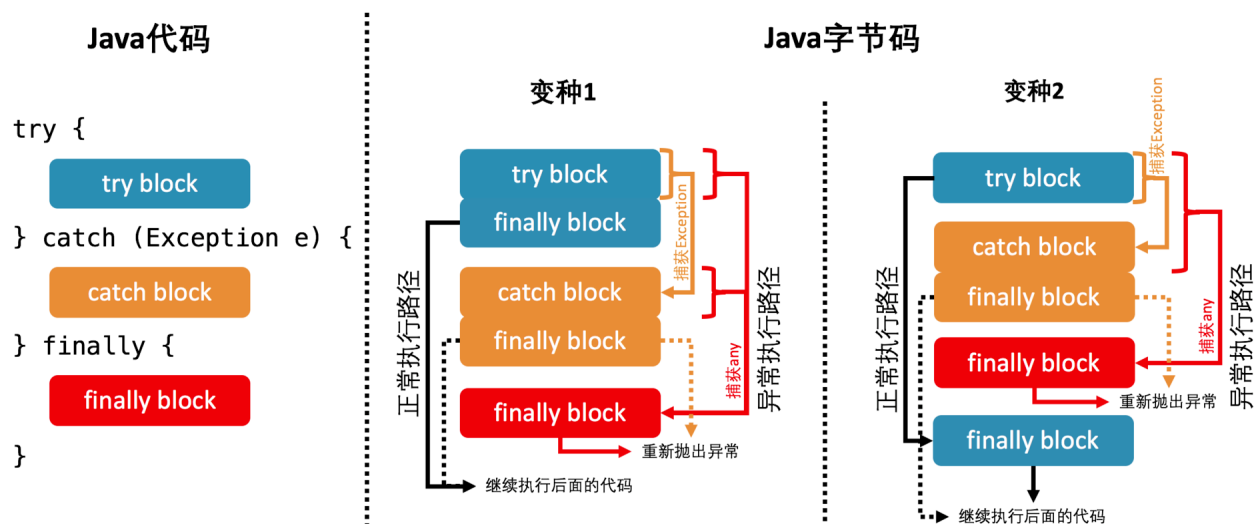 Java代码
try {
try block
} catch (Exception e) {
catch block
} finally {
finally block
}
Java字节码
变种1
try block
finally block
catch block
finally block
finally block
捕获Exception
捕获any
正常执行路径
异常执行路径
重新抛出异常
继续执行后面的代码
变种2
try block
catch block
finally block
finally block
finally block
捕获Exception
捕获any
正常执行路径
异常执行路径
重新抛出异常
继续执行后面的代码